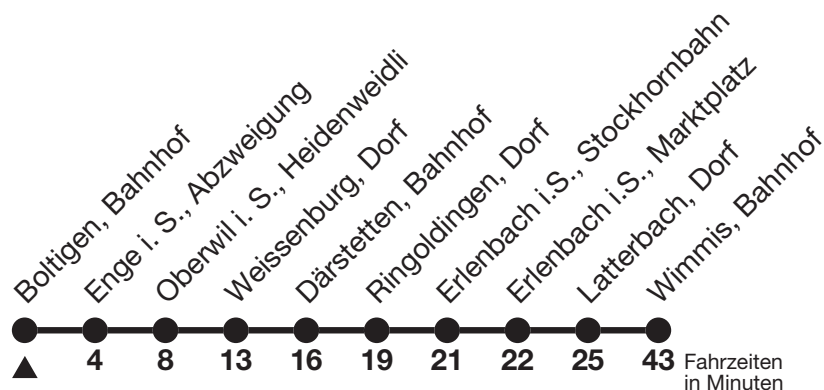 Boltigen, Bahnhof
Enge i. S., Abzweigung
Oberwil i. S., Heidenweidli
Weissenburg, Dorf
Därstetten, Bahnhof
Ringoldingen, Dorf
Erlenbach i.S., Stockhornbahn
Erlenbach i.S., Marktplatz
Latterbach, Dorf
Wimmis, Bahnhof
4 8 13 16 19 21 22 25 43 Fahrzeiten
in Minuten